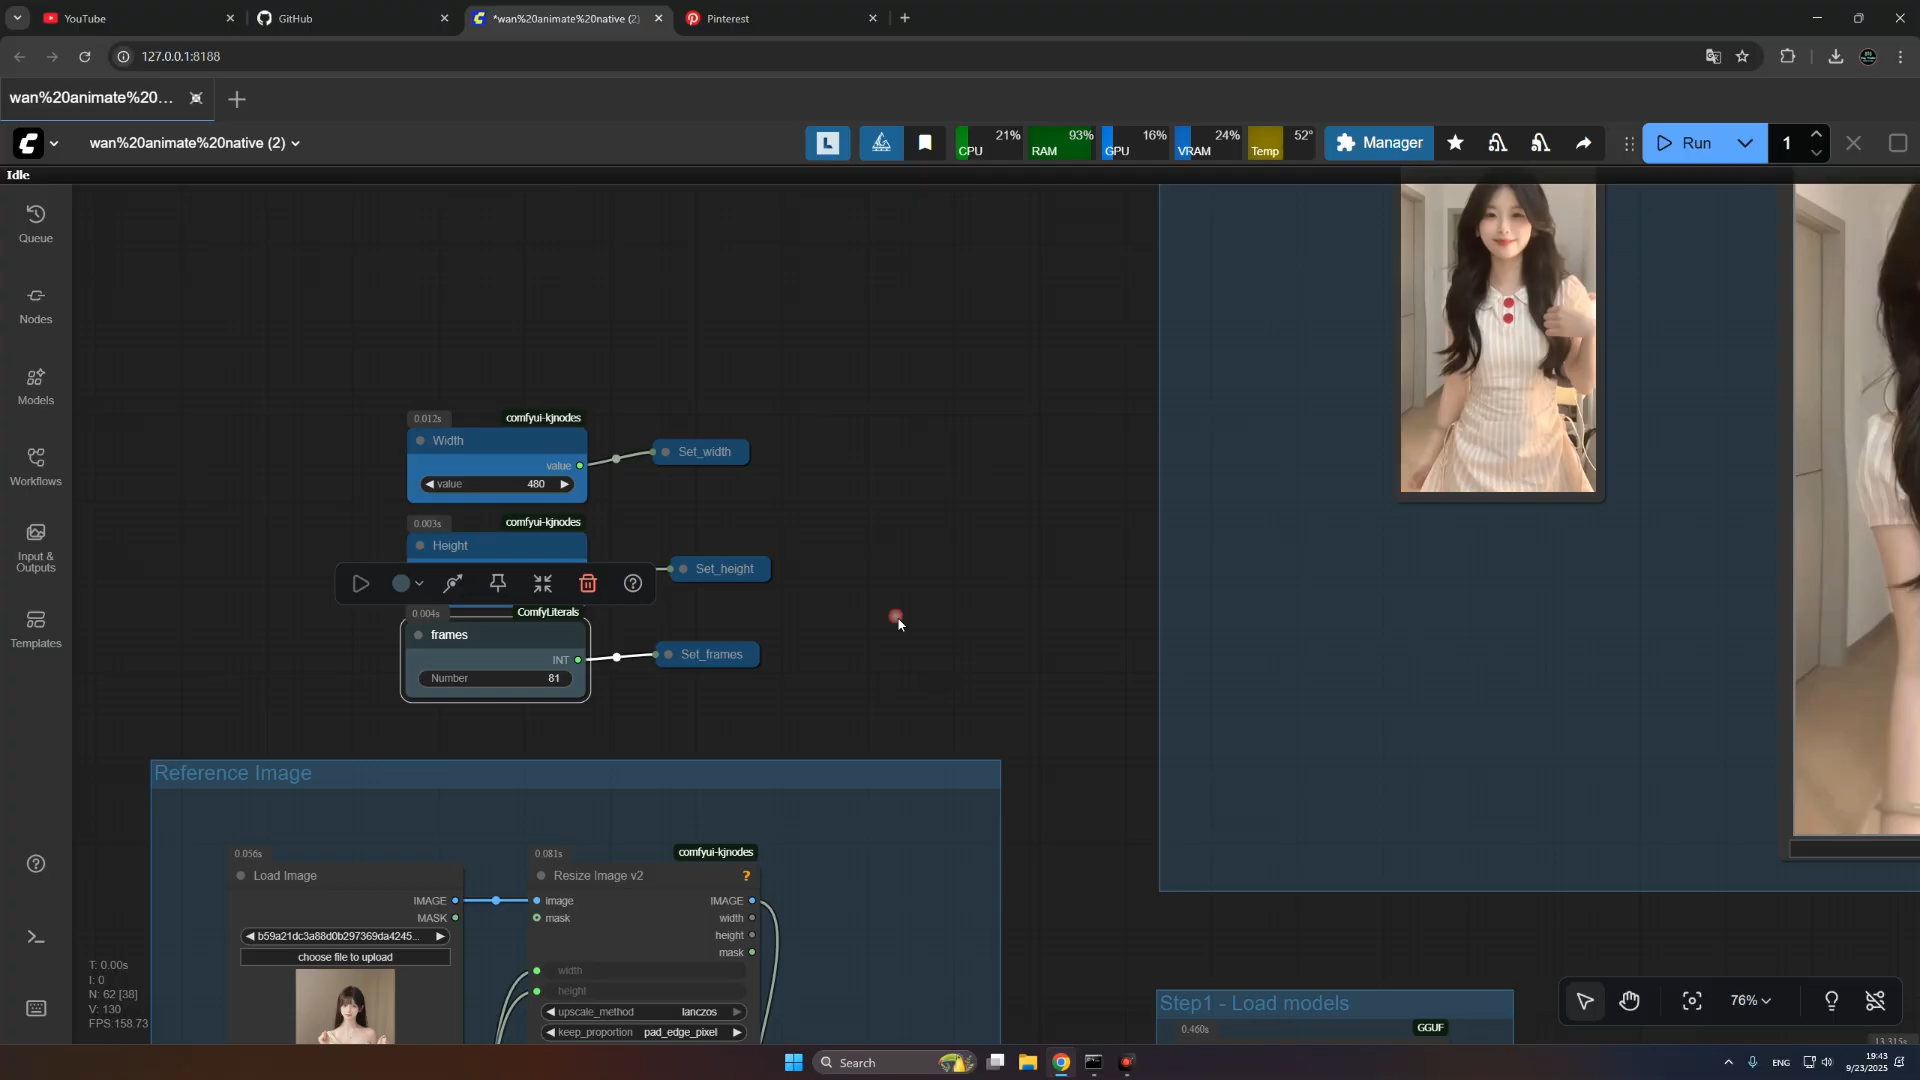 YouTube
GitHub
*wan%20animate%20native (2)
Pinterest
127.0.0.1:8188
wan%20animate%20...
wan%20animate%20native (2)
L
CPU 21%
RAM 93%
GPU 16%
VRAM 24%
Temp 52°
Manager
Run
1
Idle
Queue
Nodes
Models
Workflows
Input &
Outputs
Templates
0.012s
comfyui-kjnodes
Width
value
value 480
Set_width
0.003s
comfyui-kjnodes
Height
Set_height
0.004s
ComfyLiterals
frames
INT
Number 81
Set_frames
Reference Image
0.056s
Load Image
IMAGE
MASK
b59a21dc3a88d0b297369da4245...
choose file to upload
0.081s
comfyui-kjnodes
Resize Image v2 ?
image IMAGE
mask width
height
mask
width
height
upscale_method lanczos
keep_proportion pad_edge_pixel
Step1 - Load models
0.460s
GGUF
T: 0.00s
I: 0
N: 62 [38]
V: 130
FPS:158.73
76%
13.315s
Search
ENG
19:43
9/23/2025